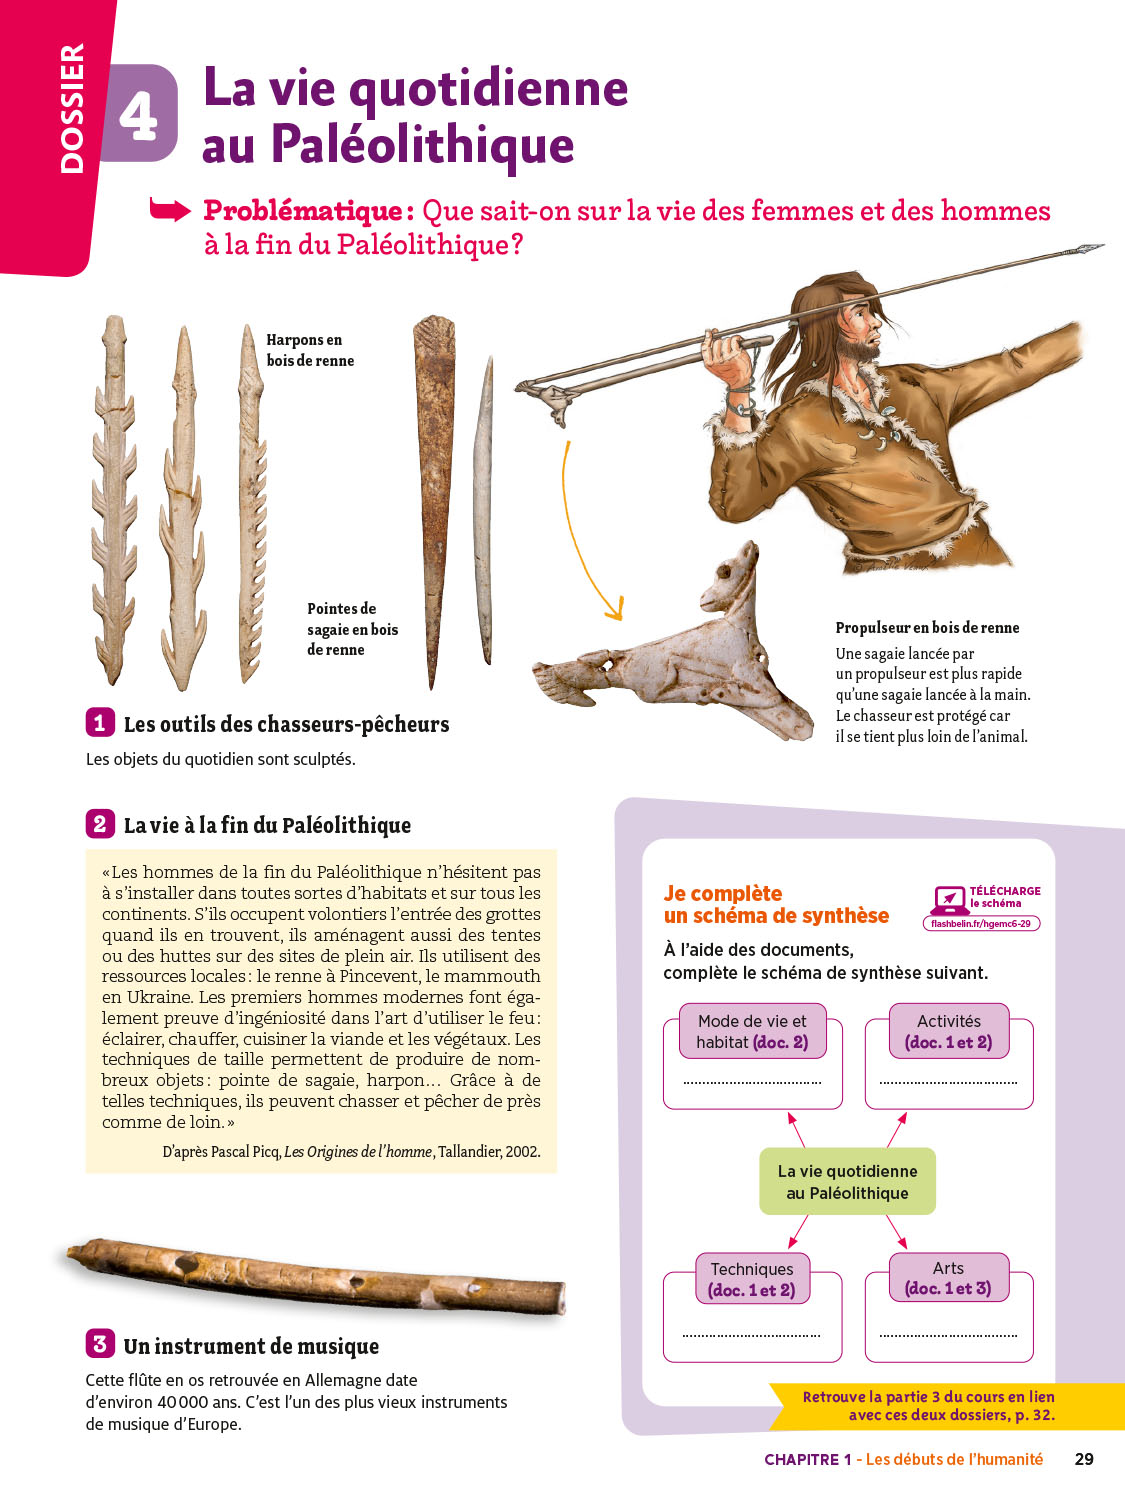 DOSSIER
4
La vie quotidienne
au Paléolithique
Problématique : Que sait-on sur la vie des femmes et des hommes
à la fin du Paléolithique ?
Harpons en
bois de renne
Pointes de
sagaie en bois
de renne
Propulseur en bois de renne
Une sagaie lancée par
un propulseur est plus rapide
qu'une sagaie lancée à la main.
Le chasseur est protégé car
il se tient plus loin de l'animal.
1 Les outils des chasseurs-pêcheurs
Les objets du quotidien sont sculptés.
2 La vie à la fin du Paléolithique
« Les hommes de la fin du Paléolithique n'hésitent pas
à s'installer dans toutes sortes d'habitats et sur tous les
continents. S'ils occupent volontiers l'entrée des grottes
quand ils en trouvent, ils aménagent aussi des tentes
ou des huttes sur des sites de plein air. Ils utilisent des
ressources locales : le renne à Pincevent, le mammouth
en Ukraine. Les premiers hommes modernes font éga-
lement preuve d'ingéniosité dans l'art d'utiliser le feu :
éclairer, chauffer, cuisiner la viande et les végétaux. Les
techniques de taille permettent de produire de nom-
breux objets : pointe de sagaie, harpon… Grâce à de
telles techniques, ils peuvent chasser et pêcher de près
comme de loin. »
D'après Pascal Picq, Les Origines de l'homme, Tallandier, 2002.
3 Un instrument de musique
Cette flûte en os retrouvée en Allemagne date
d'environ 40 000 ans. C'est l'un des plus vieux instruments
de musique d'Europe.
Je complète
un schéma de synthèse
TÉLÉCHARGE
le schéma
flashbelin.fr/hgemc6-29
À l'aide des documents,
complète le schéma de synthèse suivant.
Mode de vie et
habitat (doc. 2)
Activités
(doc. 1 et 2)
La vie quotidienne
au Paléolithique
Techniques
(doc. 1 et 2)
Arts
(doc. 1 et 3)
Retrouve la partie 3 du cours en lien
avec ces deux dossiers, p. 32.
CHAPITRE 1 - Les débuts de l'humanité 29